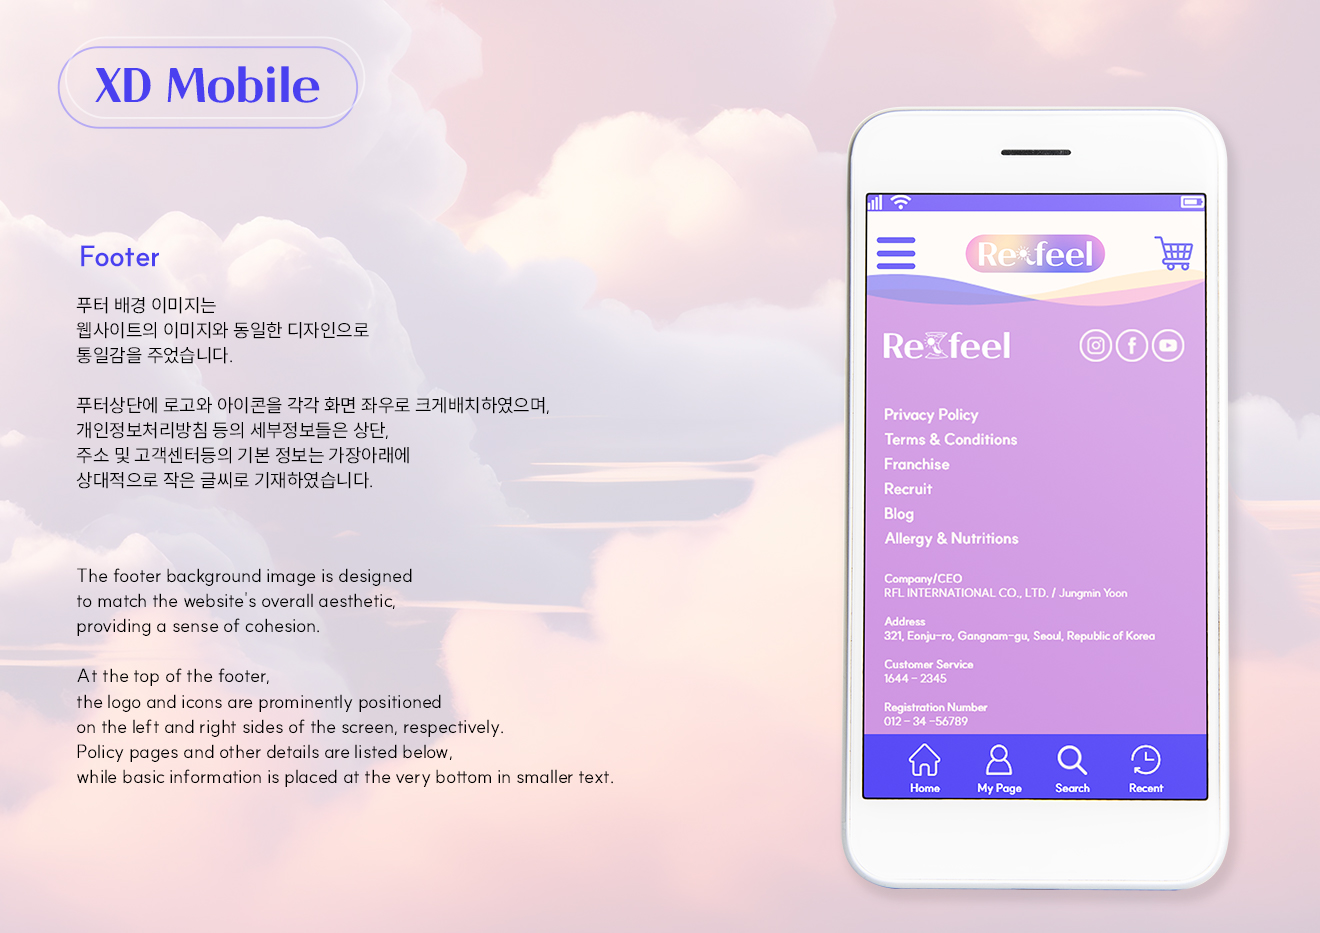 XD Mobile
Footer
푸터 배경 이미지는
웹사이트의 이미지와 동일한 디자인으로
통일감을 주었습니다.
푸터상단에 로고와 아이콘을 각각 화면 좌우로 크게배치하였으며,
개인정보처리방침 등의 세부정보들은 상단,
주소 및 고객센터등의 기본 정보는 가장아래에
상대적으로 작은 글씨로 기재하였습니다.
The footer background image is designed
to match the website's overall aesthetic,
providing a sense of cohesion.
At the top of the footer,
the logo and icons are prominently positioned
on the left and right sides of the screen, respectively.
Policy pages and other details are listed below,
while basic information is placed at the very bottom in smaller text.
Re feel
Re feel
Privacy Policy
Terms & Conditions
Franchise
Recruit
Blog
Allergy & Nutritions
Company/CEO
RFL INTERNATIONAL CO., LTD. / Jungmin Yoon
Address
321, Eonju-ro, Gangnam-gu, Seoul, Republic of Korea
Customer Service
1644 - 2345
Registration Number
012 - 34 -56789
Home
My Page
Search
Recent